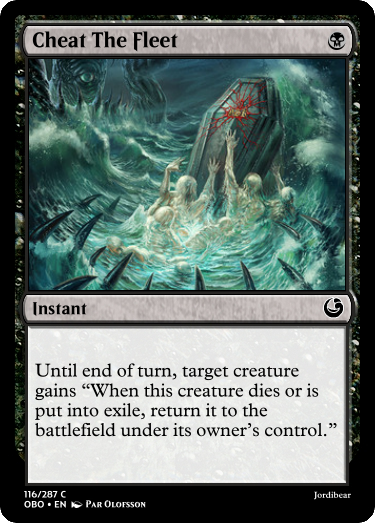 Cheat The Fleet
Instant
Until end of turn, target creature
gains “When this creature dies or is
put into exile, return it to the
battlefield under its owner’s control.”
116/287 C
OBO • EN Par Olofsson
Jordibear